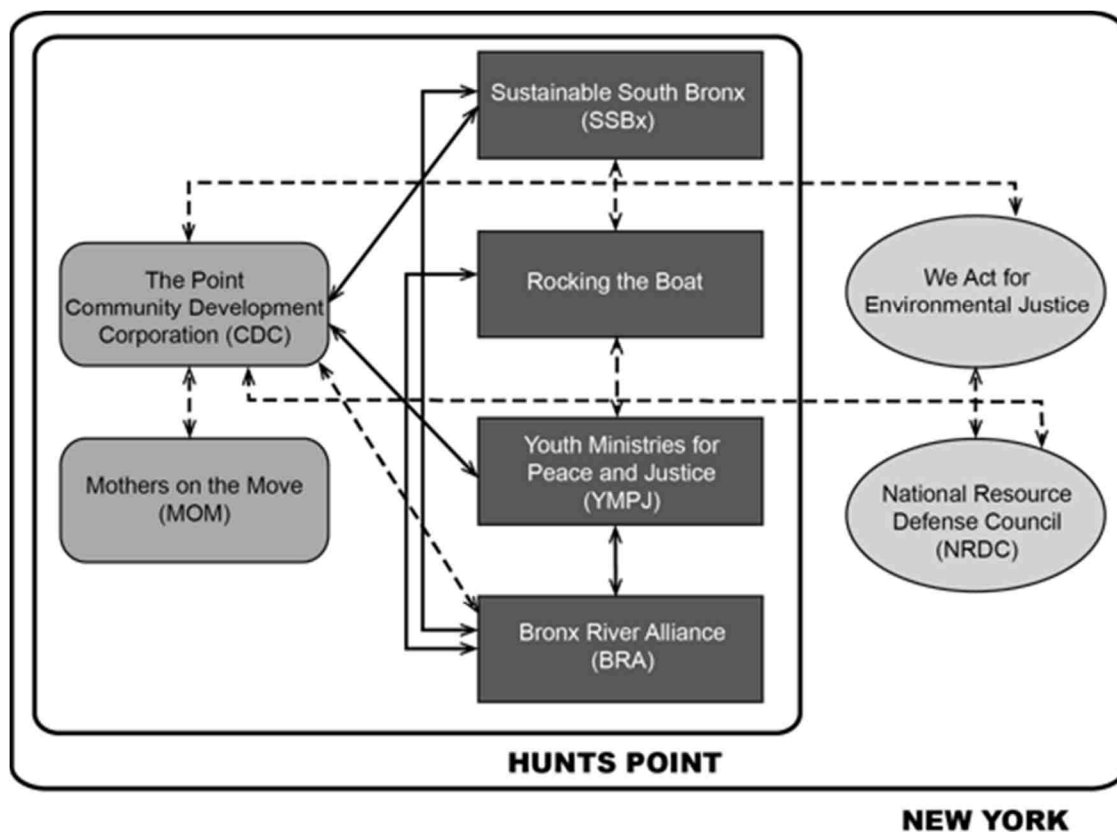 Sustainable South Bronx
(SSBx)
The Point
Community Development
Corporation (CDC)
Rocking the Boat
We Act for
Environmental Justice
Mothers on the Move
(MOM)
Youth Ministries for
Peace and Justice
(YMPJ)
National Resource
Defense Council
(NRDC)
Bronx River Alliance
(BRA)
HUNTS POINT
NEW YORK